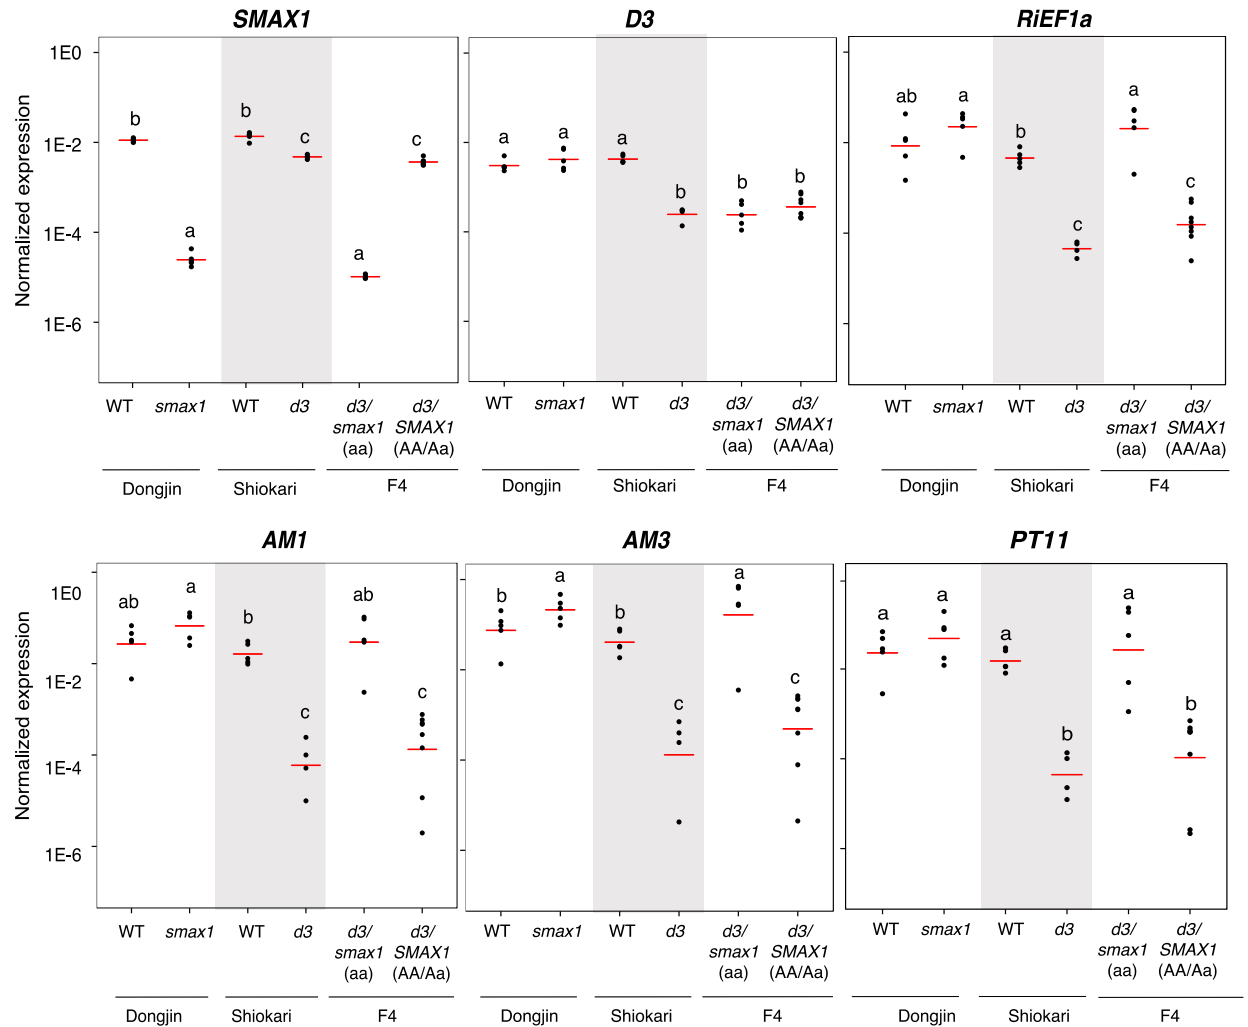 SMAX1 D3 RiEF1a
1E0
1E-2
1E-4
1E-6
Normalized expression
b a b c a c
a a a b b b
ab a b c a c
WT smax1 WT d3 d3/ smax1 (aa) d3/ SMAX1 (AA/Aa)
WT smax1 WT d3 d3/ smax1 (aa) d3/ SMAX1 (AA/Aa)
WT smax1 WT d3 d3/ smax1 (aa) d3/ SMAX1 (AA/Aa)
Dongjin Shiokari F4
Dongjin Shiokari F4
Dongjin Shiokari F4
AM1 AM3 PT11
1E0
1E-2
1E-4
1E-6
Normalized expression
ab a b c ab c
b a b c a c
a a a b a b
WT smax1 WT d3 d3/ smax1 (aa) d3/ SMAX1 (AA/Aa)
WT smax1 WT d3 d3/ smax1 (aa) d3/ SMAX1 (AA/Aa)
WT smax1 WT d3 d3/ smax1 (aa) d3/ SMAX1 (AA/Aa)
Dongjin Shiokari F4
Dongjin Shiokari F4
Dongjin Shiokari F4